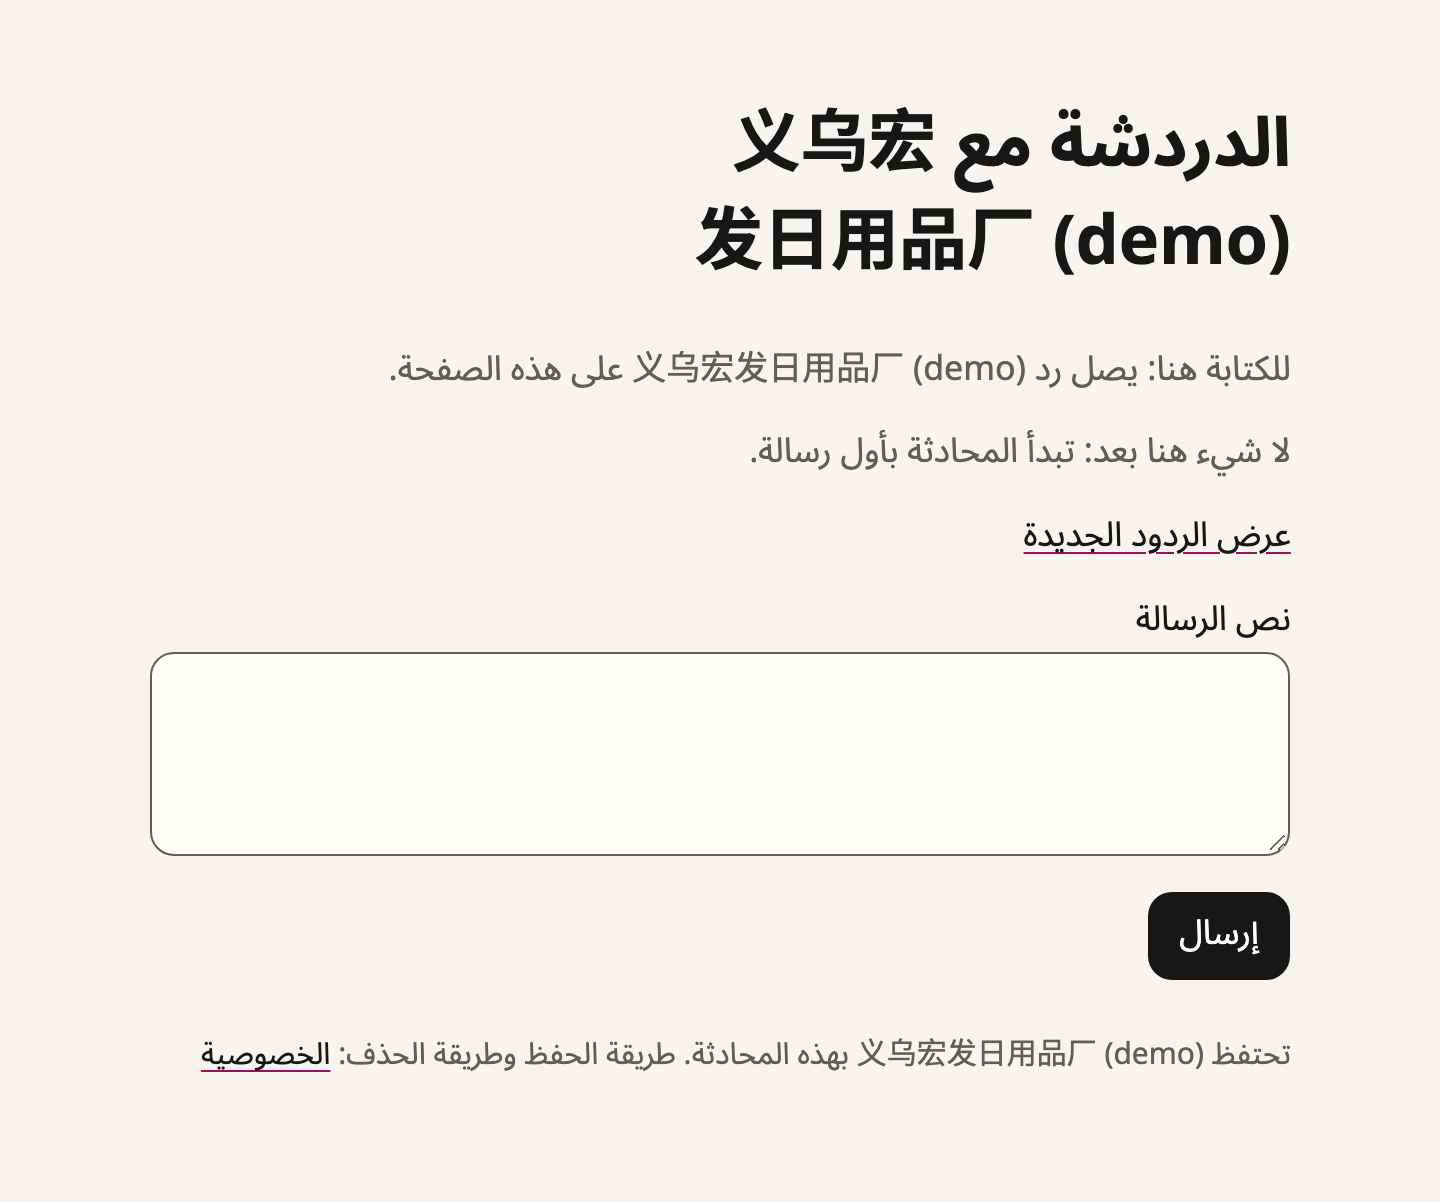 الدردشة مع 义乌宏
发日用品厂 (demo)
للكتابة هنا: يصل رد 义乌宏发日用品厂 (demo) على هذه الصفحة.
لا شيء هنا بعد: تبدأ المحادثة بأول رسالة.
عرض الردود الجديدة
نص الرسالة
إرسال
تحتفظ 义乌宏发日用品厂 (demo) بهذه المحادثة. طريقة الحفظ وطريقة الحذف: الخصوصية